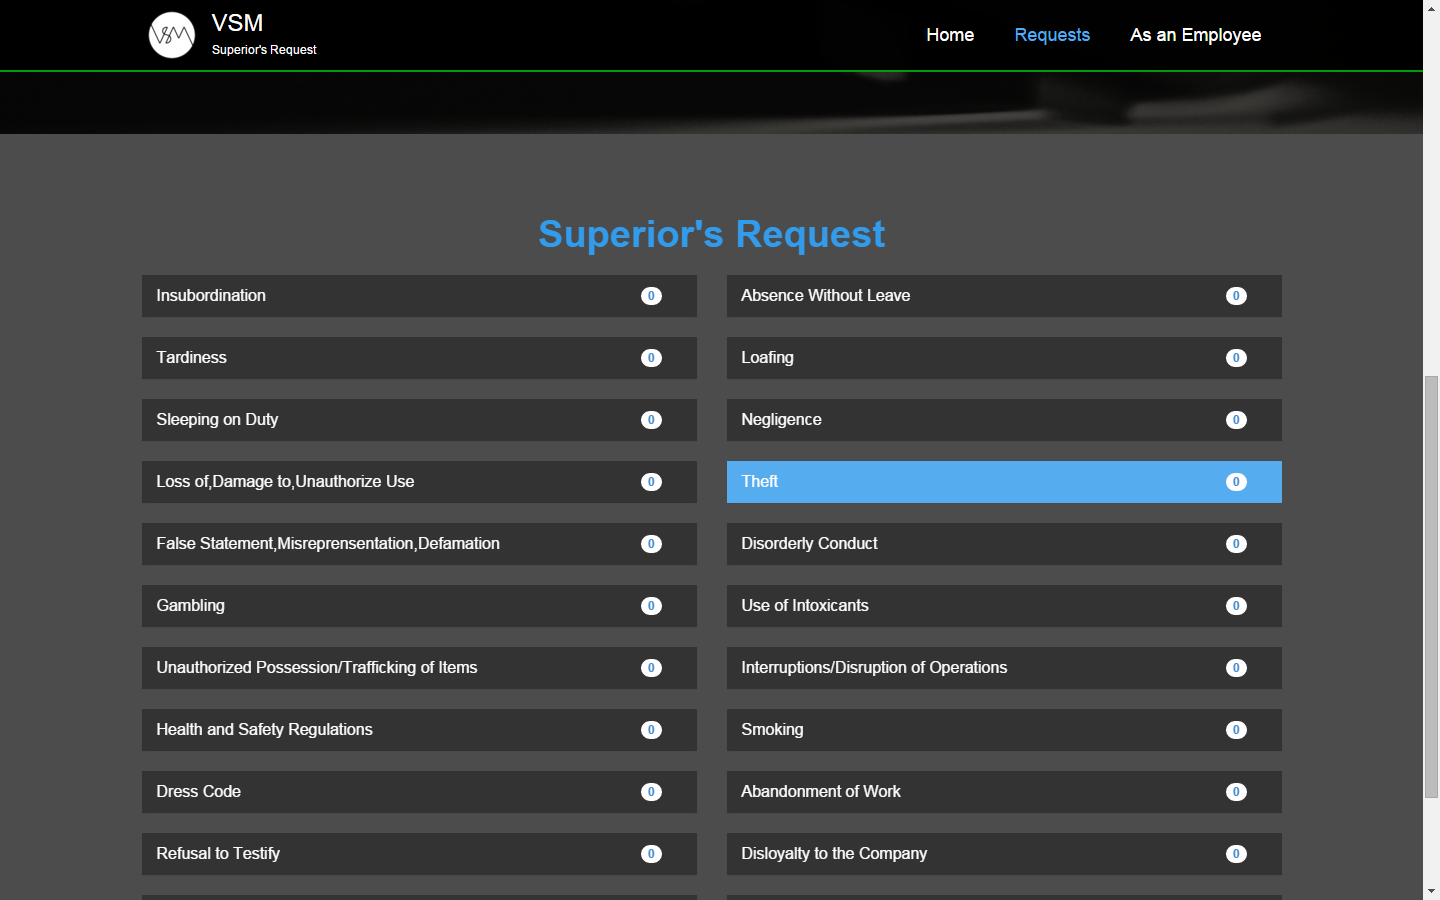 VSM
VSM
Superior's Request
Home
Requests
As an Employee
Superior's Request
Insubordination 0
Absence Without Leave 0
Tardiness 0
Loafing 0
Sleeping on Duty 0
Negligence 0
Loss of,Damage to,Unauthorize Use 0
Theft 0
False Statement,Misreprensentation,Defamation 0
Disorderly Conduct 0
Gambling 0
Use of Intoxicants 0
Unauthorized Possession/Trafficking of Items 0
Interruptions/Disruption of Operations 0
Health and Safety Regulations 0
Smoking 0
Dress Code 0
Abandonment of Work 0
Refusal to Testify 0
Disloyalty to the Company 0